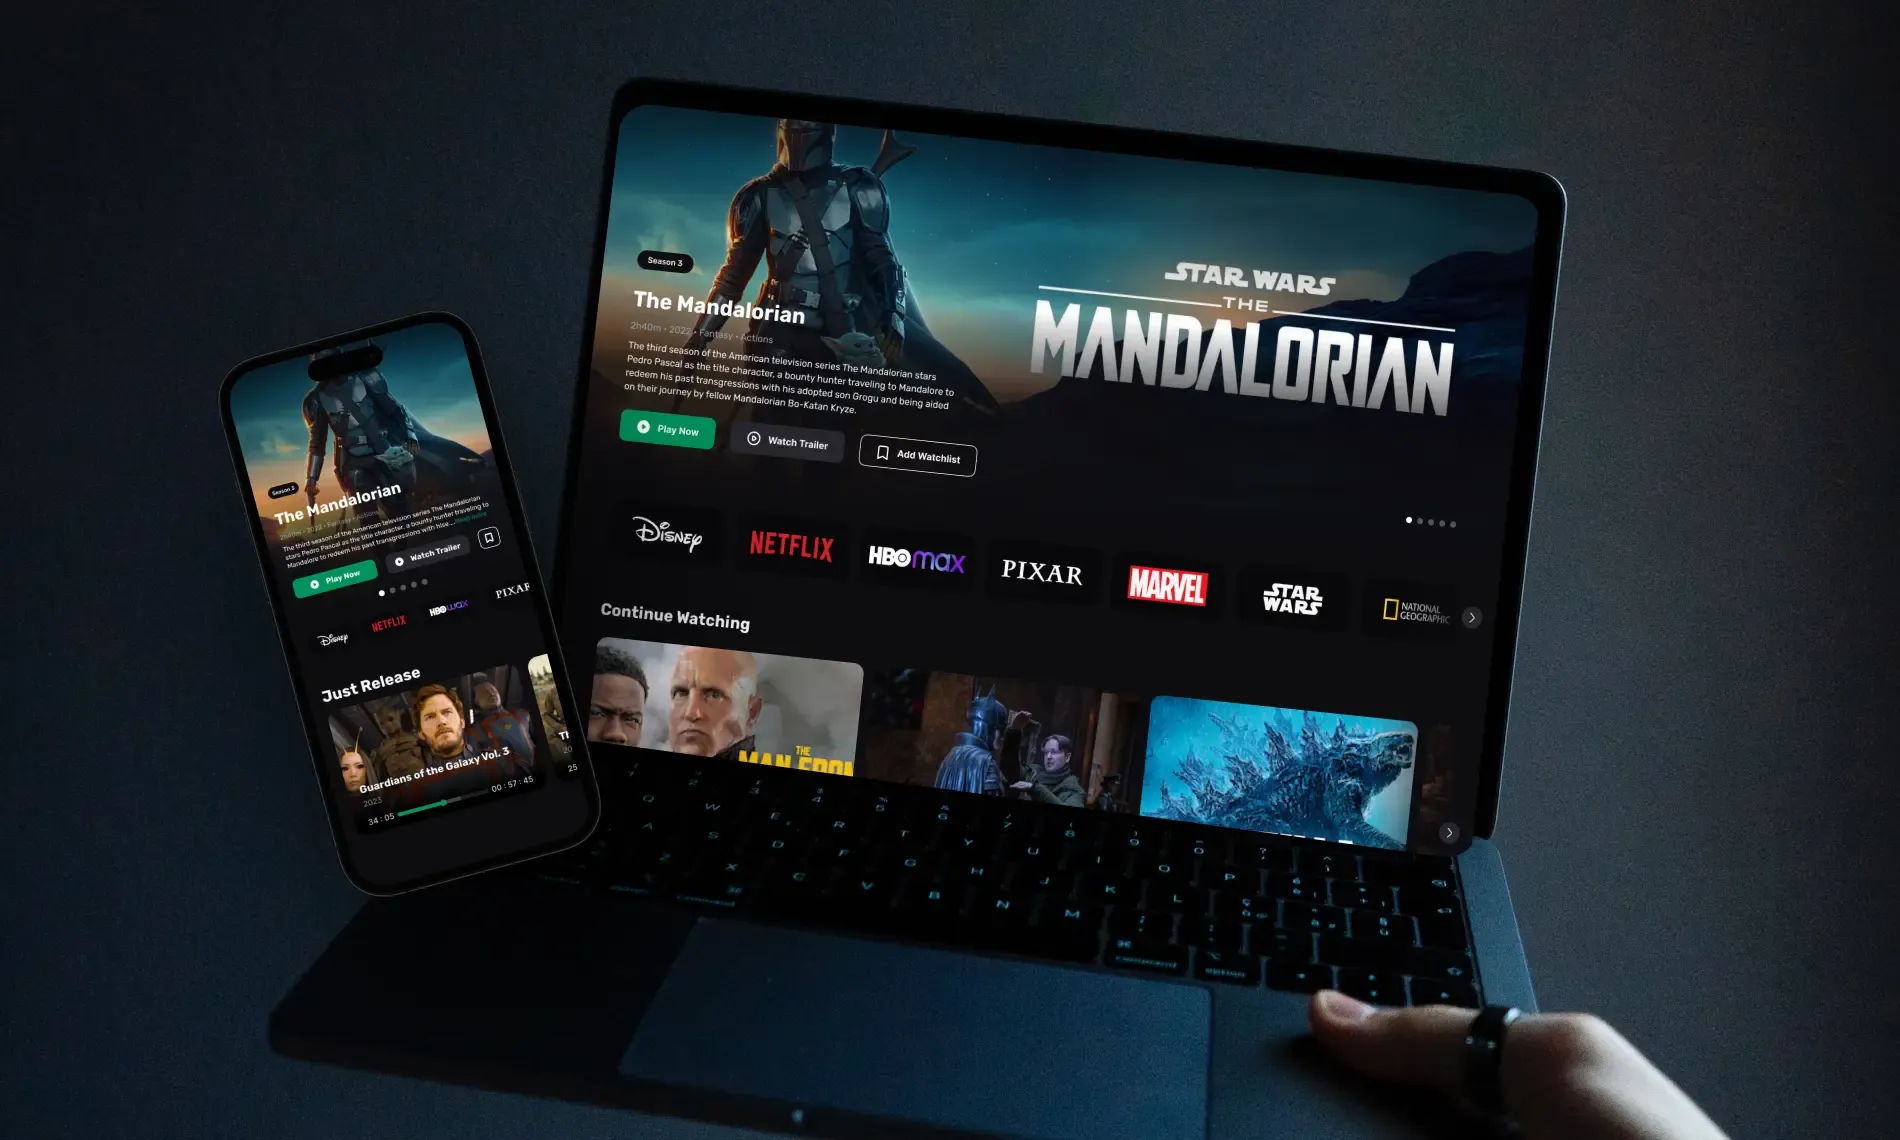 STAR WARS
THE
MANDALORIAN
Season 3
The Mandalorian
2h40m • 2022 • Fantasy • Actions
The third season of the American television series The Mandalorian stars
Pedro Pascal as the title character, a bounty hunter traveling to Mandalore to
redeem his past transgressions with his adopted son Grogu and being aided
on their journey by fellow Mandalorian Bo-Katan Kryze.
Play Now
Watch Trailer
Add Watchlist
Disney
NETFLIX
HBOmax
PIXAR
MARVEL
STAR WARS
NATIONAL GEOGRAPHIC
Continue Watching
THE
MAN FROM
Season 3
The Mandalorian
2h40m • 2022 • Fantasy • Actions
The third season of the American television series The Mandalorian
stars Pedro Pascal as the title character, a bounty hunter traveling to
Mandalore to redeem his past transgressions with hise...Read more
Play Now
Watch Trailer
Disney
NETFLIX
HBOmax
PIXAR
Just Release
Guardians of the Galaxy Vol. 3
2023
34 : 05
00 : 57 : 45
Th
20
25
Q W E R T Y U I O P
A S D F G H J K L
Z X C V B N M
command
command
option